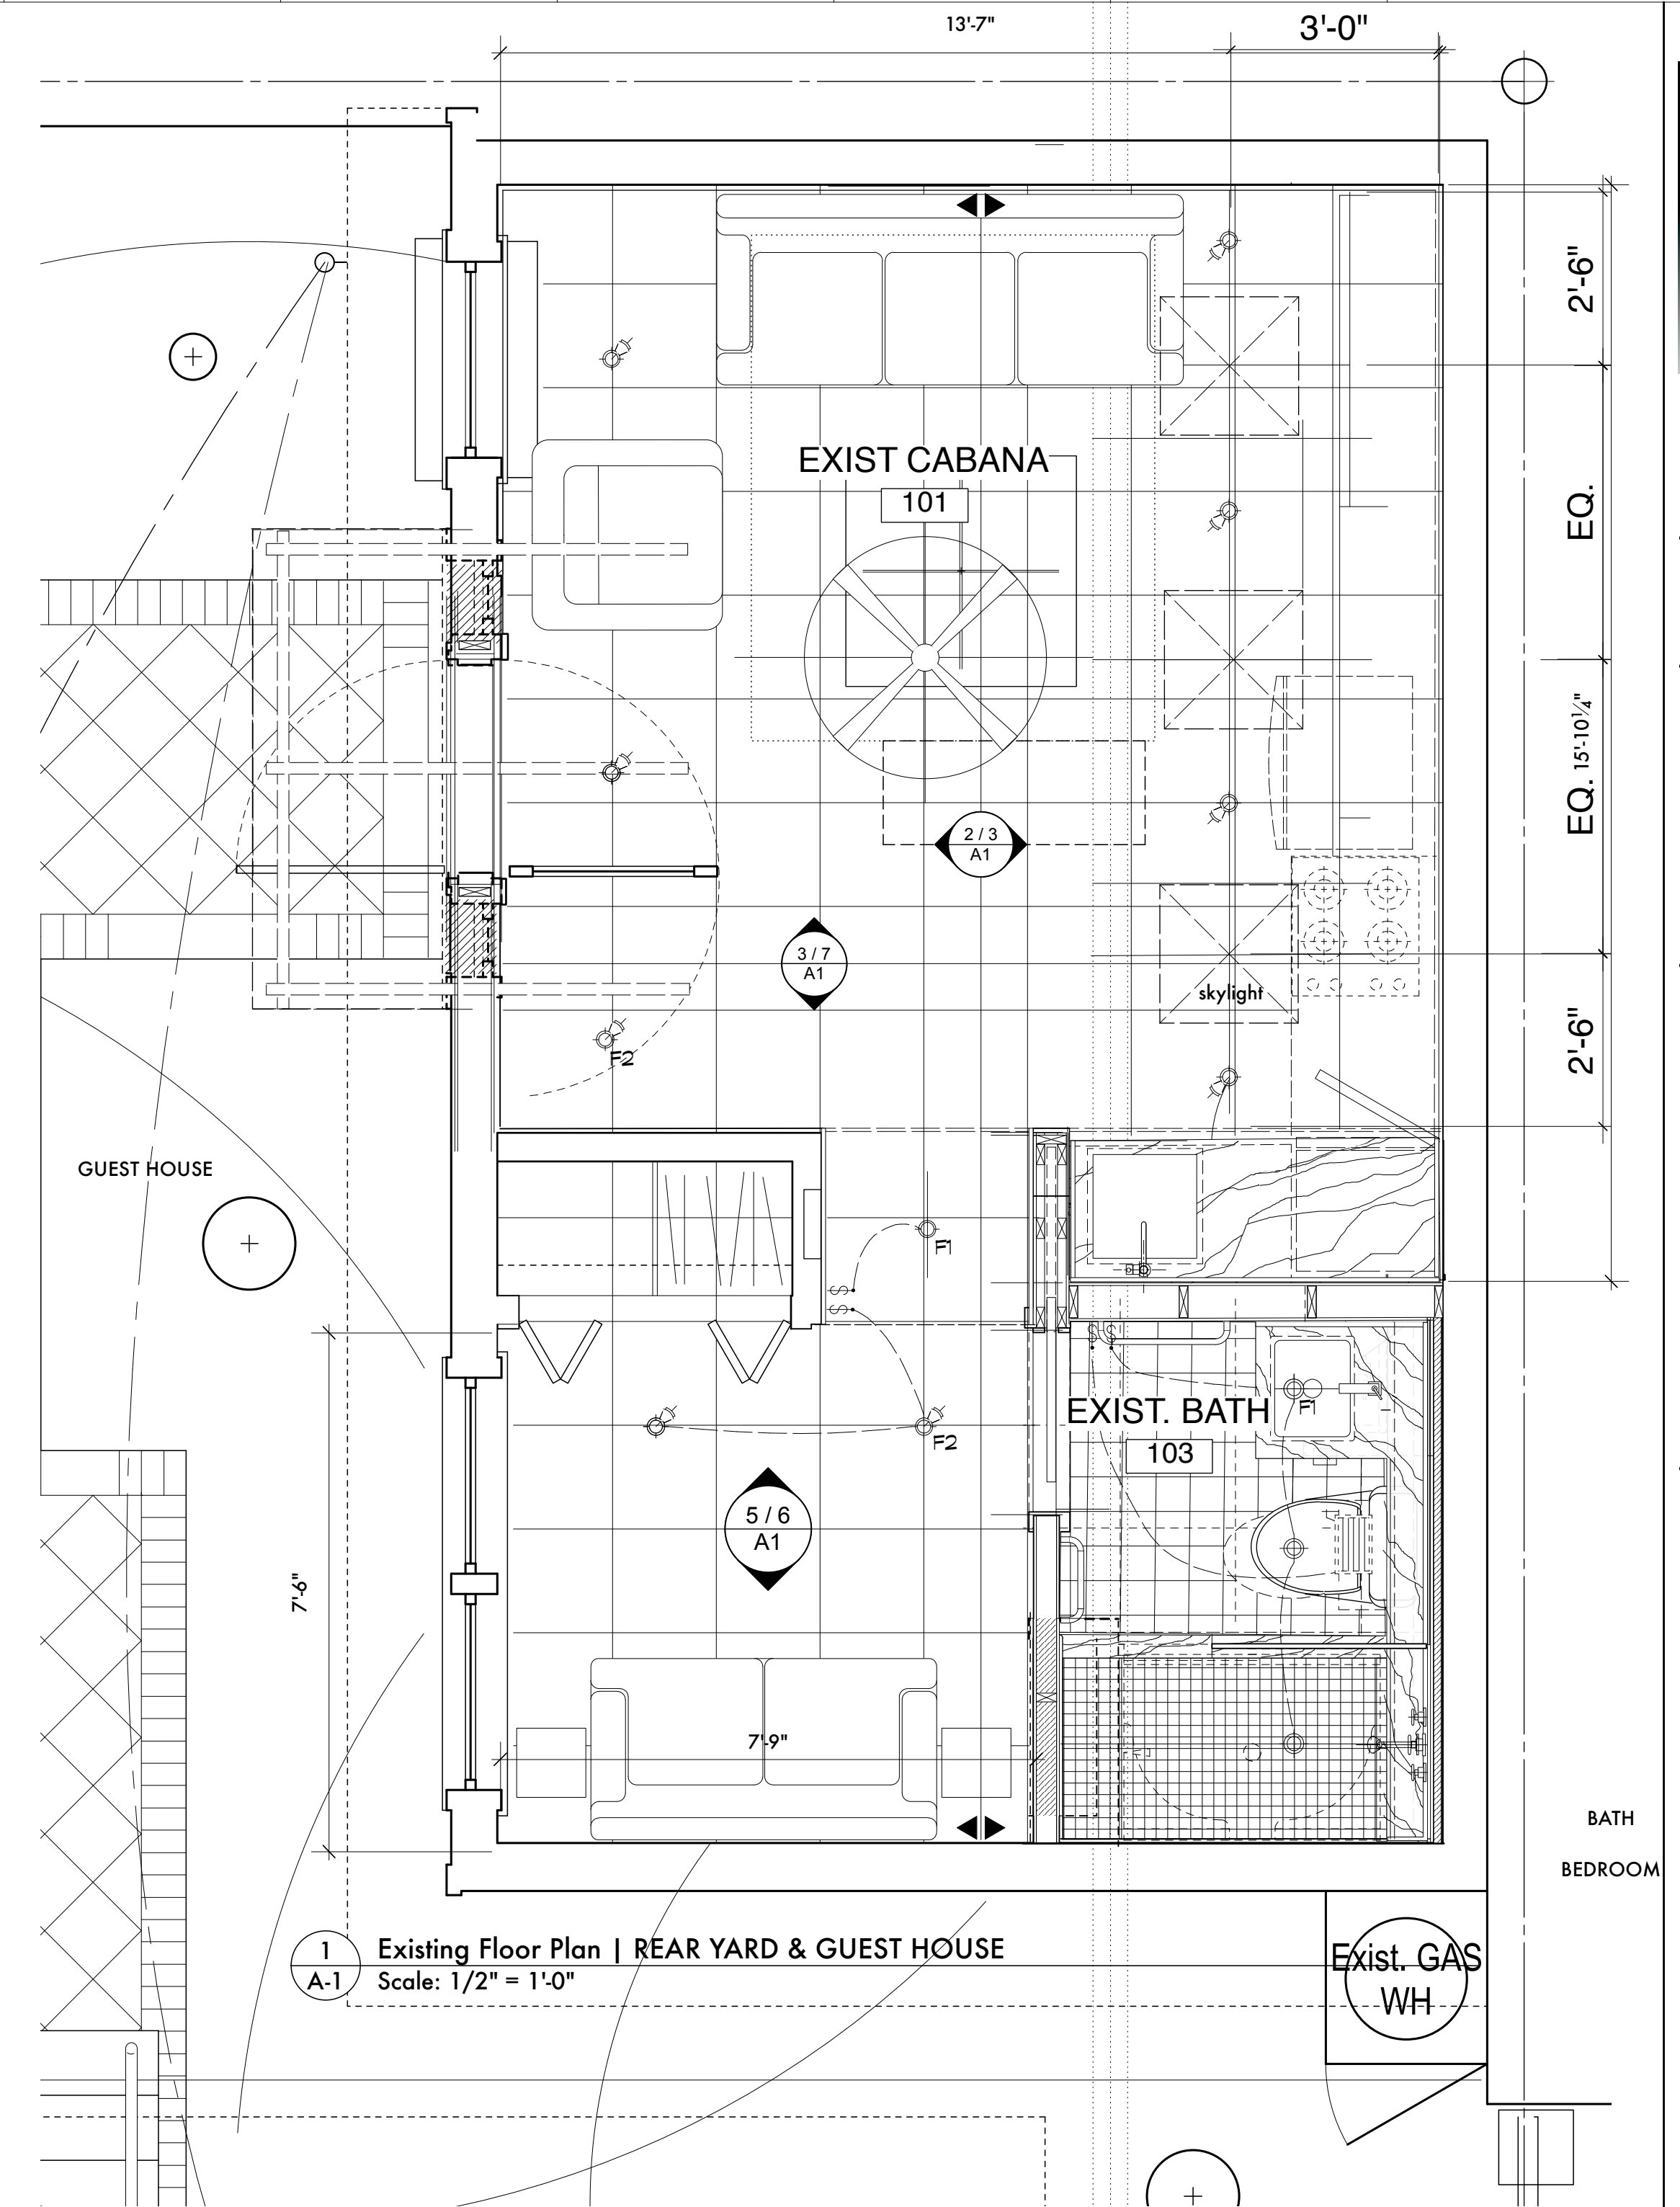 13'-7"
3'-0"
2'-6"
EXIST CABANA
101
EQ.
EQ. 15'-10¼"
2 / 3
A1
3 / 7
A1
skylight
2'-6"
F2
GUEST HOUSE
F1
S
S
S S
F1
EXIST. BATH
103
F2
5 / 6
A1
7'-6"
7'-9"
BATH
BEDROOM
1
A-1
Existing Floor Plan | REAR YARD & GUEST HOUSE
Scale: 1/2" = 1'-0"
Exist. GAS
WH